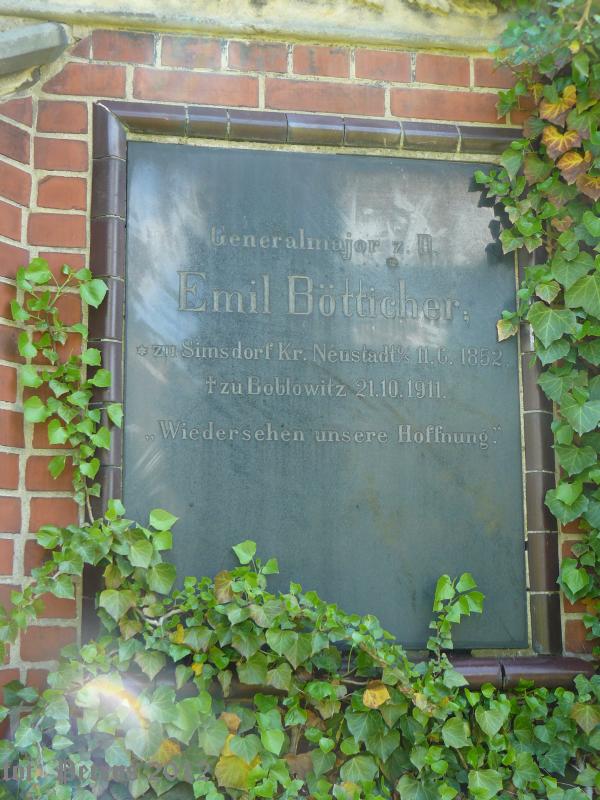 Generalmajor z. D.
Emil Bötticher,
* zu Simsdorf Kr. Neustadt O/S 11. 6. 1852.
† zu Boblowitz 21. 10. 1911.
„Wiedersehen unsere Hoffnung."